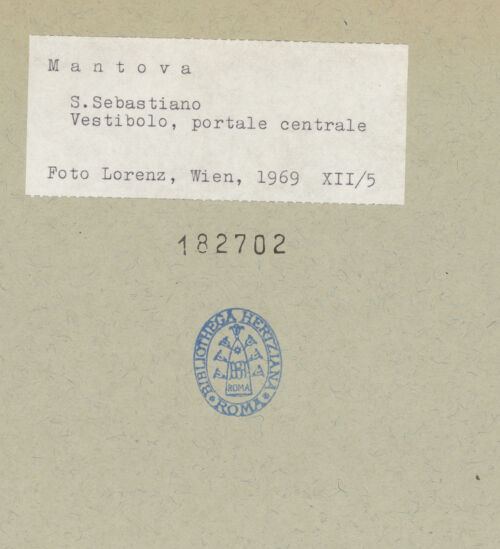 Mantova
S.Sebastiano
Vestibolo, portale centrale
Foto Lorenz, Wien, 1969 XII/5
182702
BIBLIOTHECA HERTZIANA
ROMA
ROMA